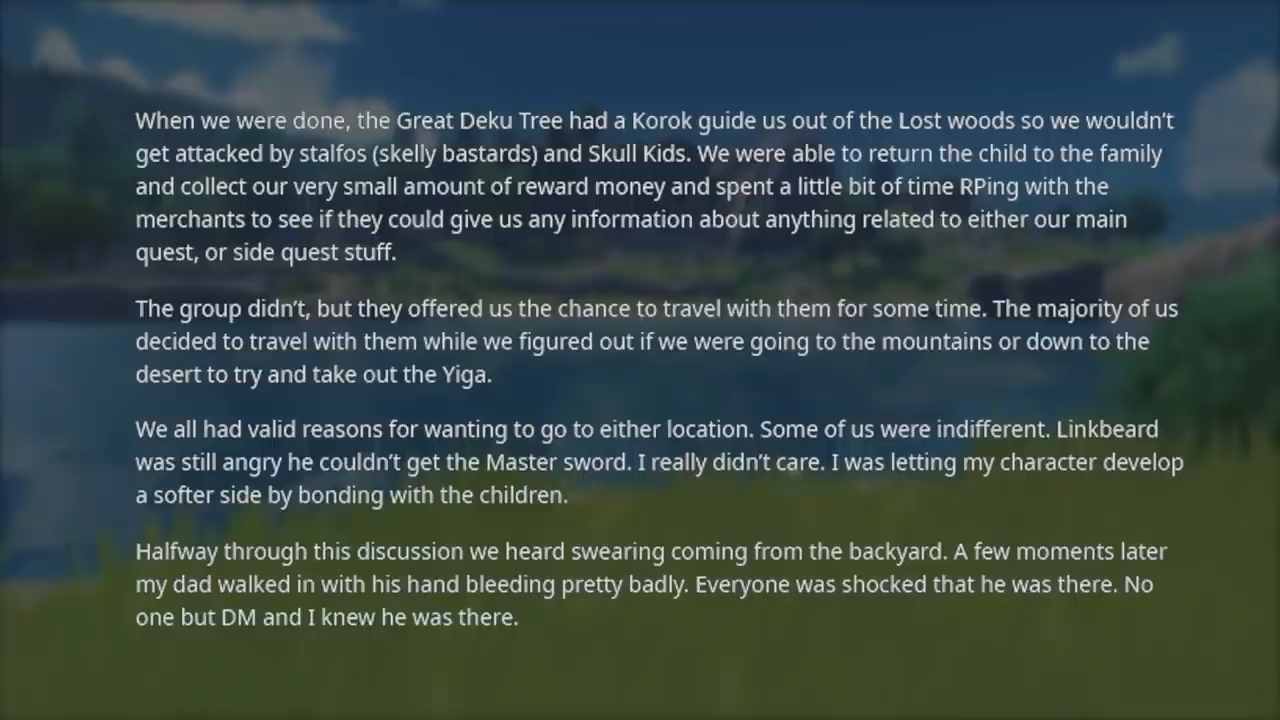 When we were done, the Great Deku Tree had a Korok guide us out of the Lost woods so we wouldn't
get attacked by stalfos (skelly bastards) and Skull Kids. We were able to return the child to the family
and collect our very small amount of reward money and spent a little bit of time RPing with the
merchants to see if they could give us any information about anything related to either our main
quest, or side quest stuff.
The group didn't, but they offered us the chance to travel with them for some time. The majority of us
decided to travel with them while we figured out if we were going to the mountains or down to the
desert to try and take out the Yiga.
We all had valid reasons for wanting to go to either location. Some of us were indifferent. Linkbeard
was still angry he couldn't get the Master sword. I really didn't care. I was letting my character develop
a softer side by bonding with the children.
Halfway through this discussion we heard swearing coming from the backyard. A few moments later
my dad walked in with his hand bleeding pretty badly. Everyone was shocked that he was there. No
one but DM and I knew he was there.